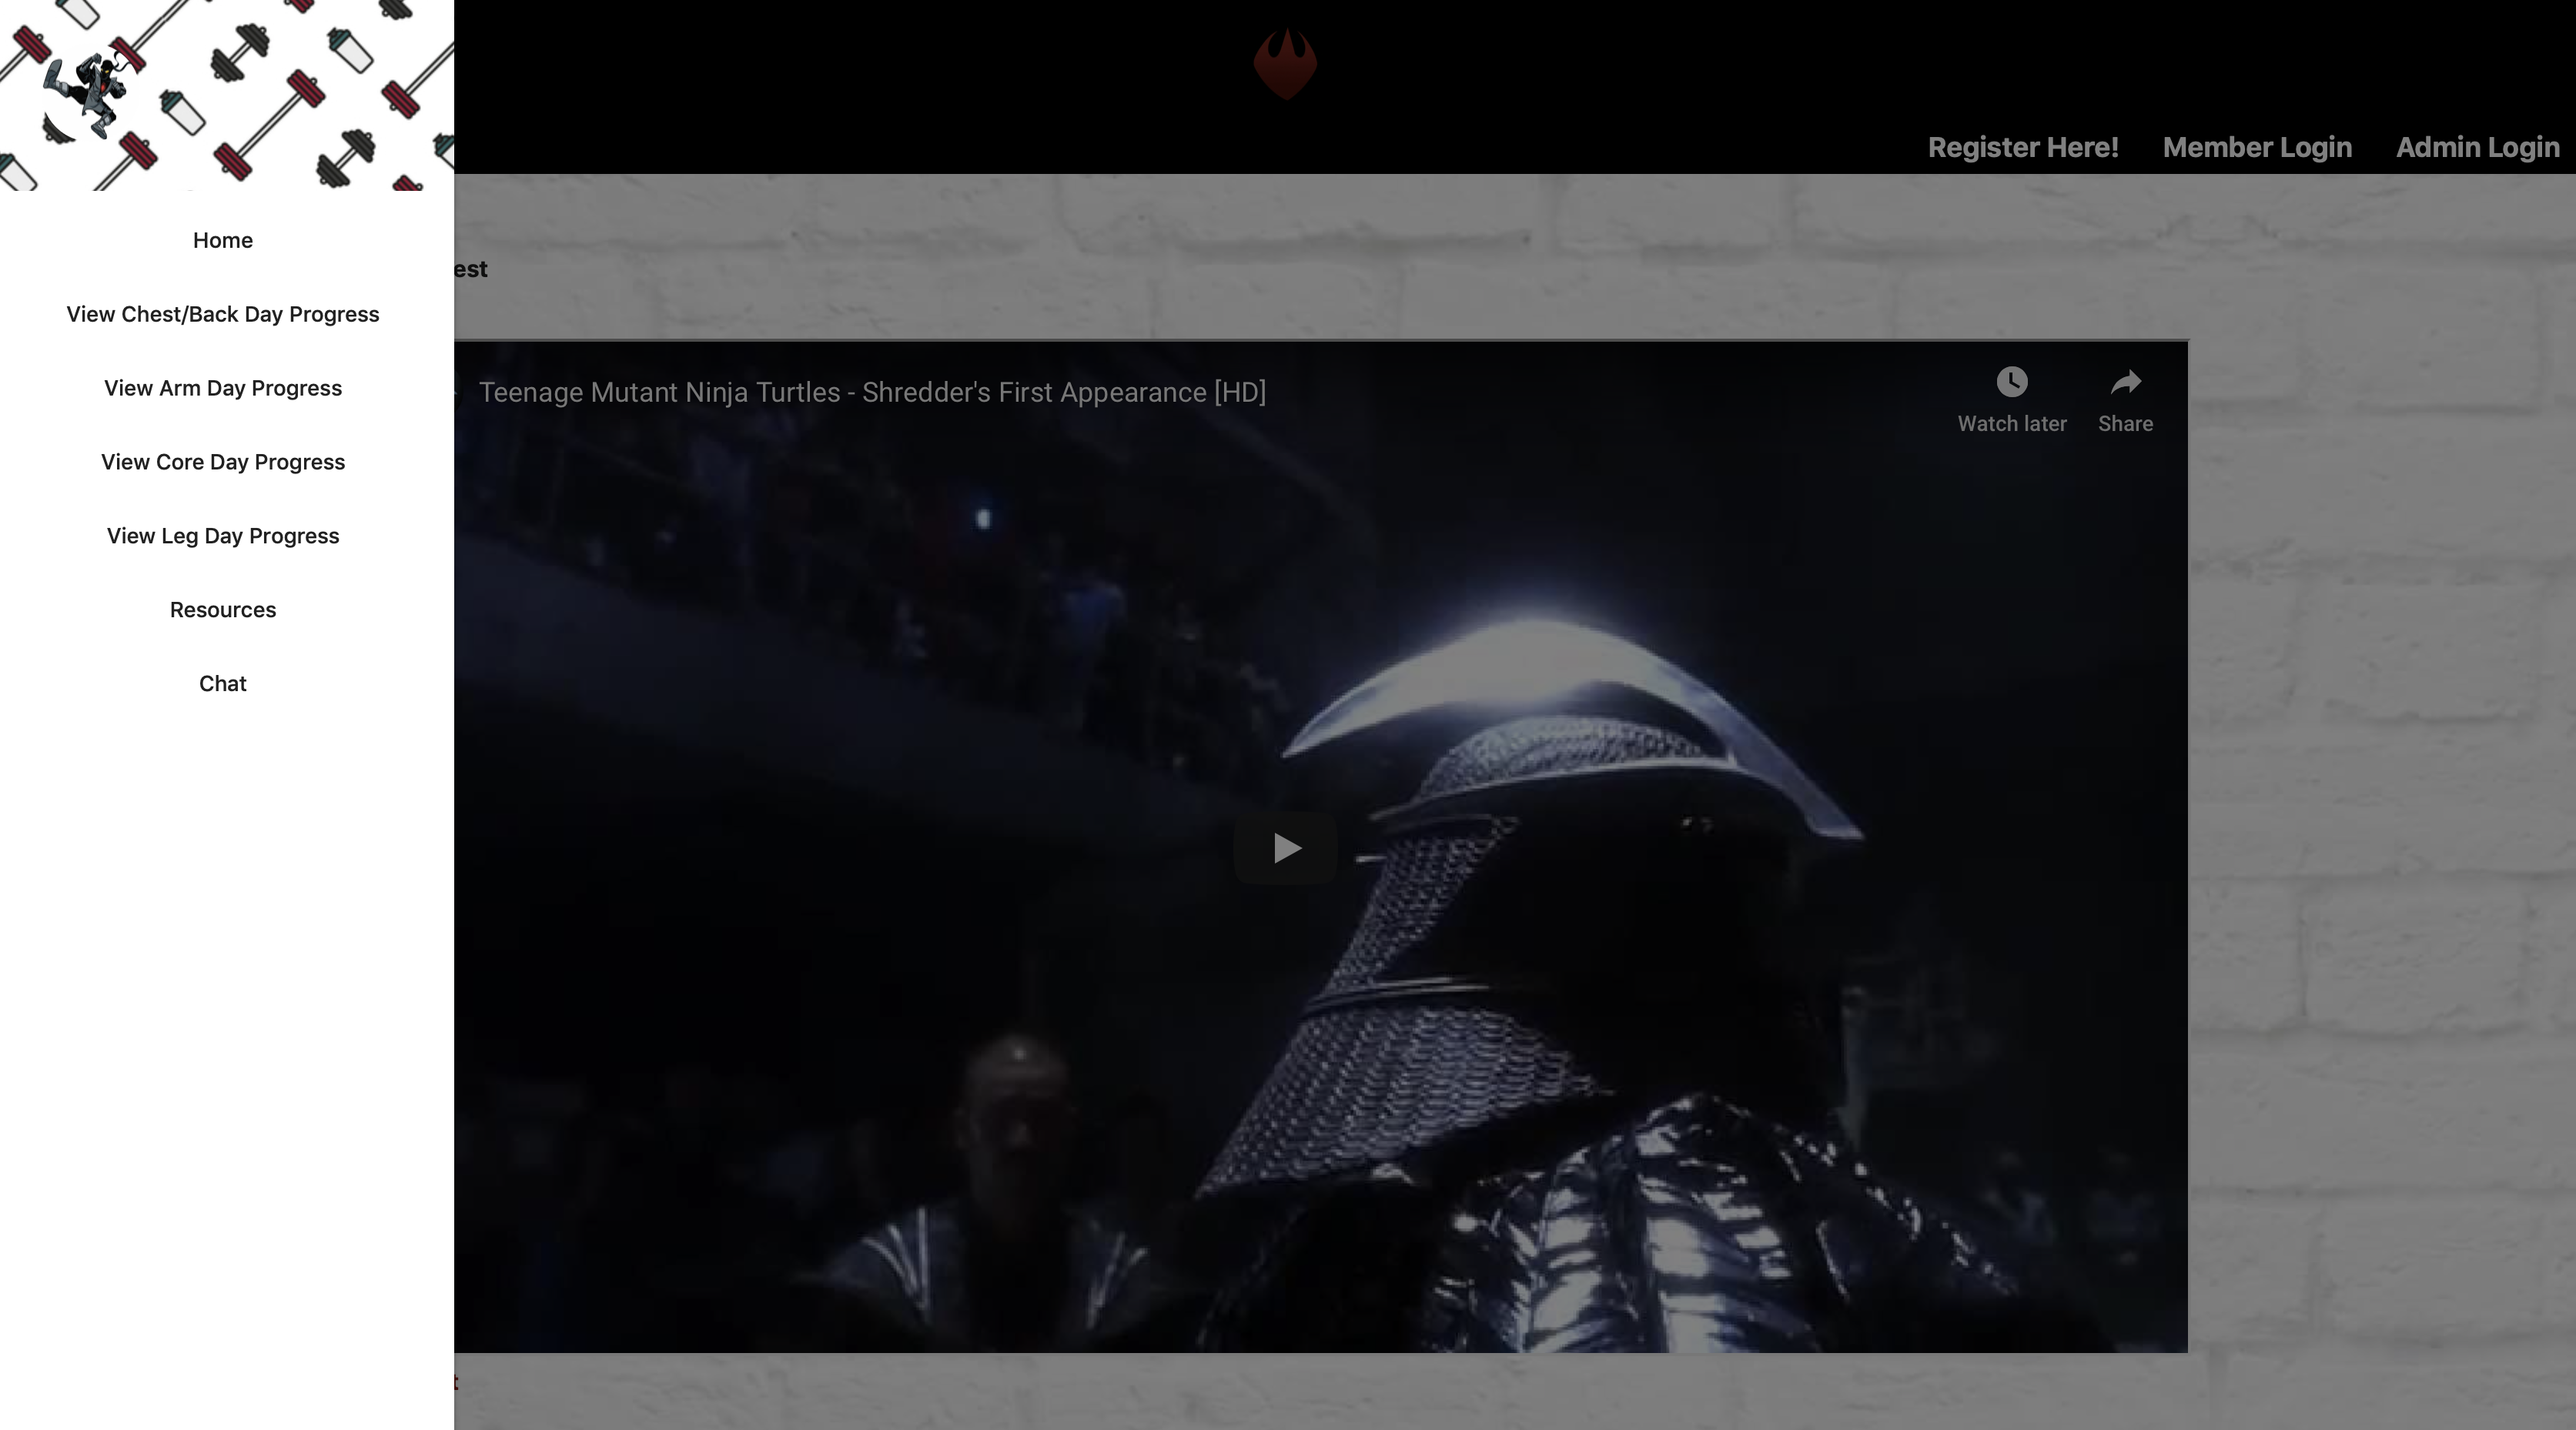 Register Here! Member Login Admin Login
Home
est
View Chest/Back Day Progress
View Arm Day Progress
Teenage Mutant Ninja Turtles - Shredder's First Appearance [HD]
Watch later Share
View Core Day Progress
View Leg Day Progress
Resources
Chat
t